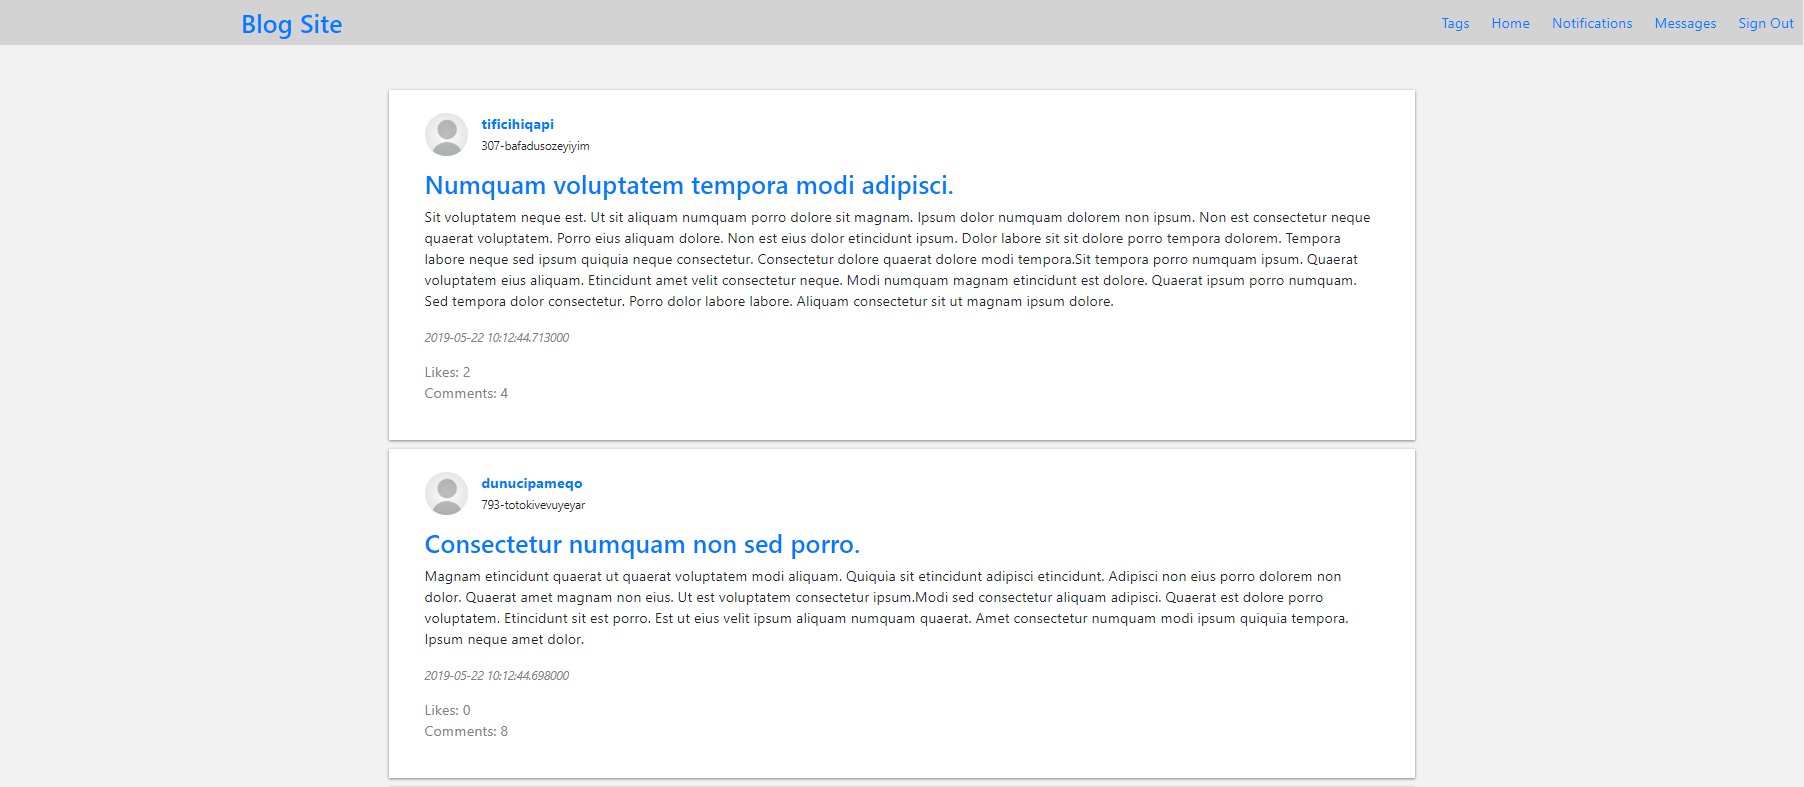 Blog Site
Tags Home Notifications Messages Sign Out
tificihiqapi
307-bafadusozeyiyim
Numquam voluptatem tempora modi adipisci.
Sit voluptatem neque est. Ut sit aliquam numquam porro dolore sit magnam. Ipsum dolor numquam dolorem non ipsum. Non est consectetur neque
quaerat voluptatem. Porro eius aliquam dolore. Non est eius dolor etincidunt ipsum. Dolor labore sit sit dolore porro tempora dolorem. Tempora
labore neque sed ipsum quiquia neque consectetur. Consectetur dolore quaerat dolore modi tempora.Sit tempora porro numquam ipsum. Quaerat
voluptatem eius aliquam. Etincidunt amet velit consectetur neque. Modi numquam magnam etincidunt est dolore. Quaerat ipsum porro numquam.
Sed tempora dolor consectetur. Porro dolor labore labore. Aliquam consectetur sit ut magnam ipsum dolore.
2019-05-22 10:12:44.713000
Likes: 2
Comments: 4
dunucipameqo
793-totokivevuyeyar
Consectetur numquam non sed porro.
Magnam etincidunt quaerat ut quaerat voluptatem modi aliquam. Quiquia sit etincidunt adipisci etincidunt. Adipisci non eius porro dolorem non
dolor. Quaerat amet magnam non eius. Ut est voluptatem consectetur ipsum.Modi sed consectetur aliquam adipisci. Quaerat est dolore porro
voluptatem. Etincidunt sit est porro. Est ut eius velit ipsum aliquam numquam quaerat. Amet consectetur numquam modi ipsum quiquia tempora.
Ipsum neque amet dolor.
2019-05-22 10:12:44.698000
Likes: 0
Comments: 8